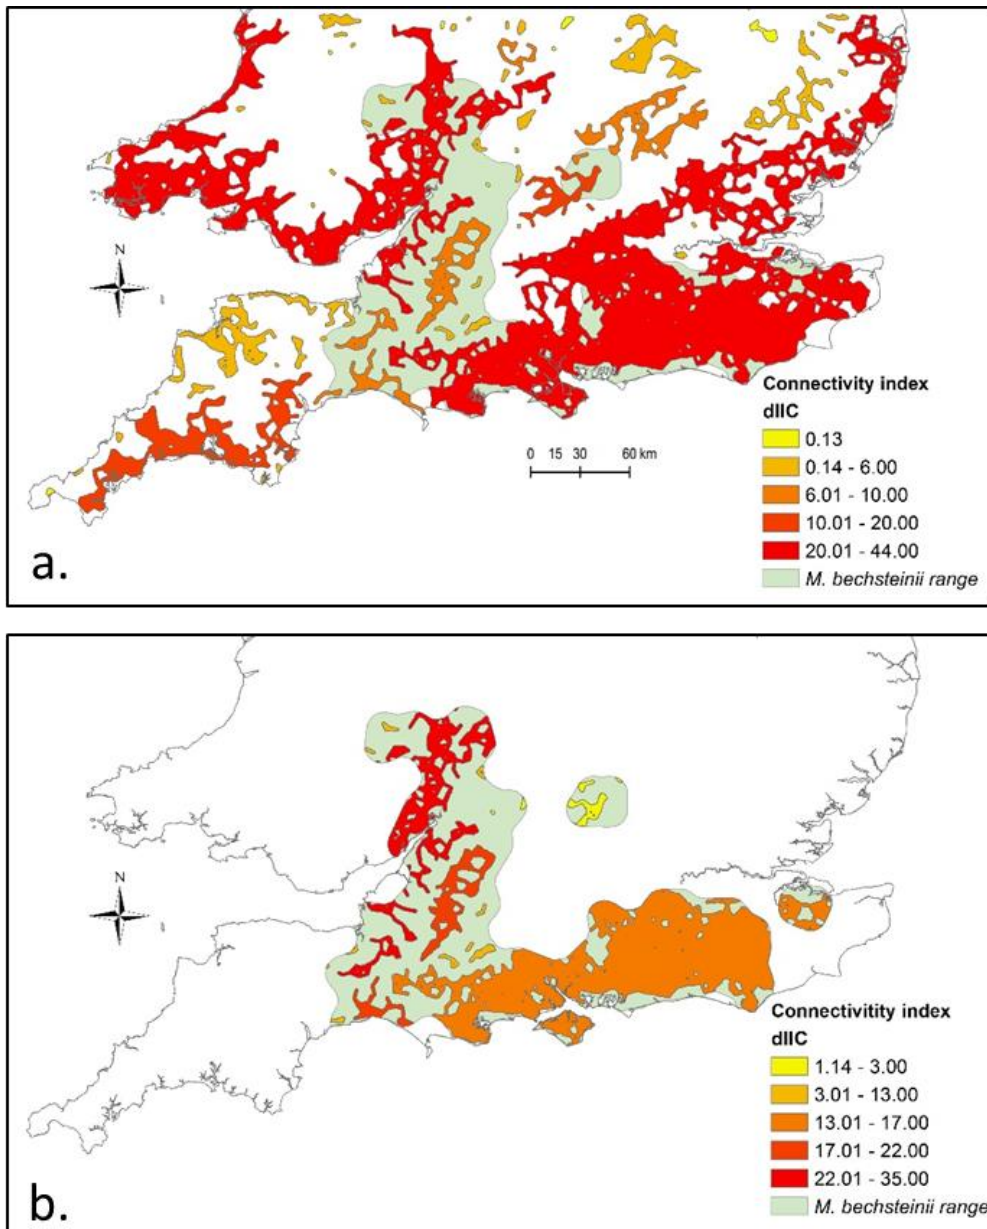 N
0 15 30 60 km
Connectivity index
dIIC
0.13
0.14 - 6.00
6.01 - 10.00
10.01 - 20.00
20.01 - 44.00
M. bechsteinii range
a.
N
Connectivitity index
dIIC
1.14 - 3.00
3.01 - 13.00
13.01 - 17.00
17.01 - 22.00
22.01 - 35.00
M. bechsteinii range
b.